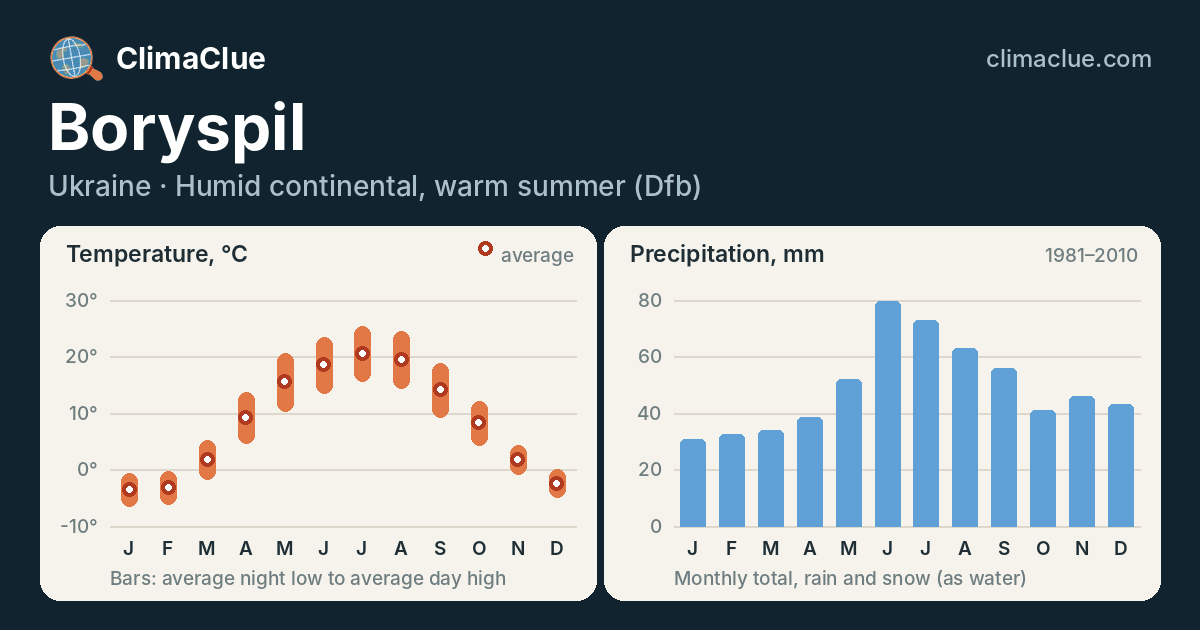 ClimaClue
climaclue.com
Boryspil
Ukraine · Humid continental, warm summer (Dfb)
Temperature, °C
average
30°
20°
10°
0°
-10°
J F M A M J J A S O N D
Bars: average night low to average day high
Precipitation, mm
1981–2010
80
60
40
20
0
J F M A M J J A S O N D
Monthly total, rain and snow (as water)